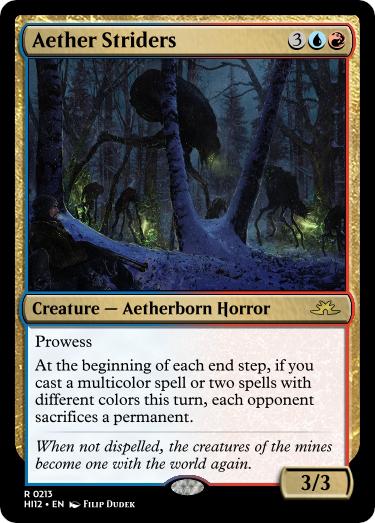 Aether Striders 3
Creature — Aetherborn Horror
Prowess
At the beginning of each end step, if you
cast a multicolor spell or two spells with
different colors this turn, each opponent
sacrifices a permanent.
When not dispelled, the creatures of the mines
become one with the world again.
3/3
R 0213
HI12 • EN Filip Dudek